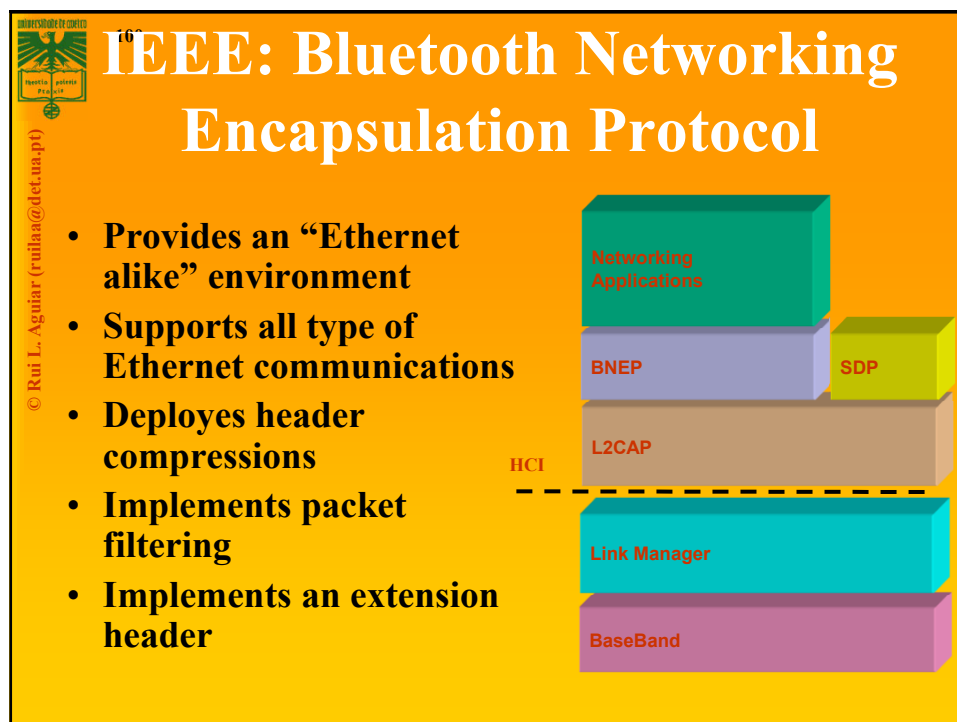 IEEE: Bluetooth Networking
Encapsulation Protocol
© Rui L. Aguiar (ruilaa@det.ua.pt)
• Provides an “Ethernet
alike” environment
• Supports all type of
Ethernet communications
• Deployes header
compressions
• Implements packet
filtering
• Implements an extension
header
Networking
Applications
BNEP
SDP
L2CAP
HCI
Link Manager
BaseBand